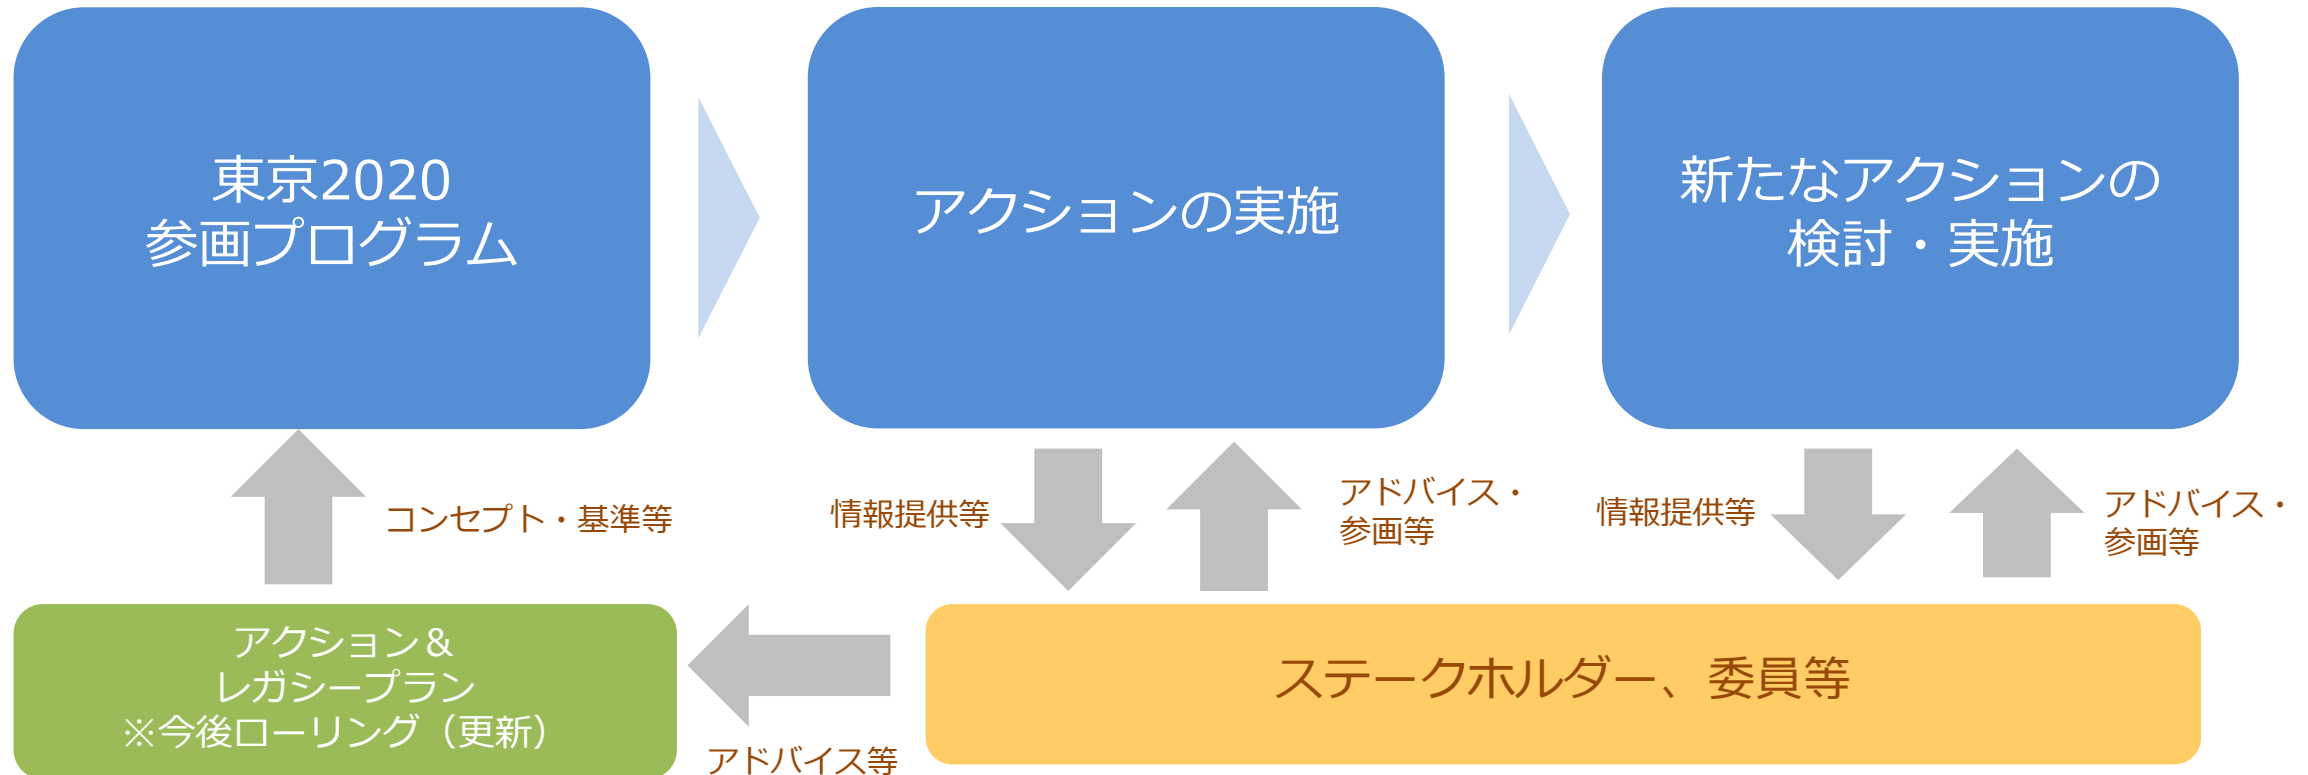 東京2020
参画プログラム
アクションの実施
新たなアクションの
検討・実施
コンセプト・基準等
情報提供等
アドバイス・
参画等
情報提供等
アドバイス・
参画等
アクション＆
レガシープラン
※今後ローリング（更新）
アドバイス等
ステークホルダー、委員等